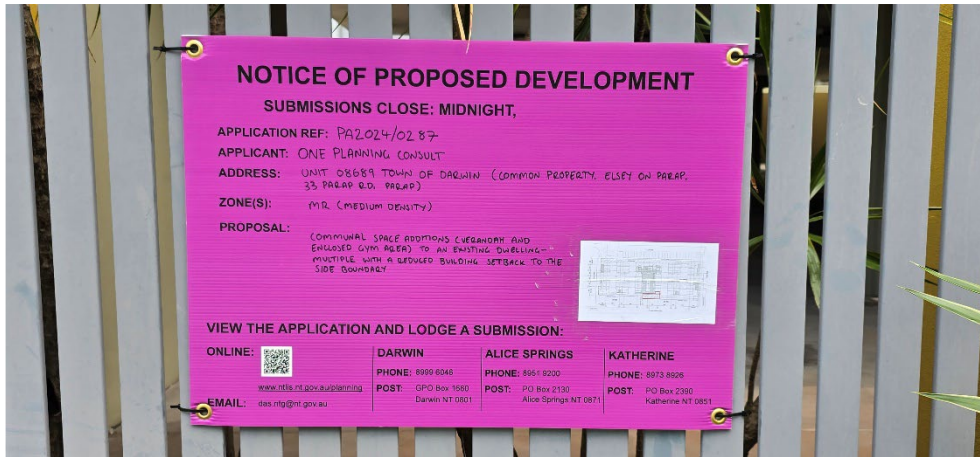 NOTICE OF PROPOSED DEVELOPMENT
SUBMISSIONS CLOSE: MIDNIGHT,
APPLICATION REF: PA2024/0287
APPLICANT: ONE PLANNING CONSULT
ADDRESS: UNIT 08689 TOWN OF DARWIN (COMMON PROPERTY, ELSEY ON PARAP,
33 PARAP RD, PARAP)
ZONE(S): MR (MEDIUM DENSITY)
PROPOSAL: COMMUNAL SPACE ADDITIONS (VERANDAH AND
ENCLOSED GYM AREA) TO AN EXISTING DWELLING-
MULTIPLE WITH A REDUCED BUILDING SETBACK TO THE
SIDE BOUNDARY
VIEW THE APPLICATION AND LODGE A SUBMISSION:
ONLINE:
www.ntlis.nt.gov.au/planning
EMAIL: das.ntg@nt.gov.au
DARWIN
PHONE: 8999 6046
POST: GPO Box 1680
Darwin NT 0801
ALICE SPRINGS
PHONE: 8951 9200
POST: PO Box 2130
Alice Springs NT 0871
KATHERINE
PHONE: 8973 8926
POST: PO Box 2390
Katherine NT 0851